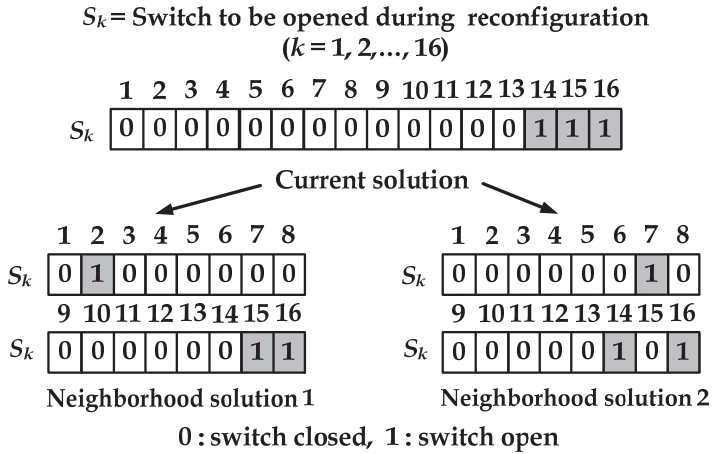 Sk = Switch to be opened during reconfiguration
(k = 1, 2,..., 16)
1 2 3 4 5 6 7 8 9 10 11 12 13 14 15 16
Sk 0 0 0 0 0 0 0 0 0 0 0 0 0 1 1 1
Current solution
1 2 3 4 5 6 7 8
Sk 0 1 0 0 0 0 0 0
9 10 11 12 13 14 15 16
Sk 0 0 0 0 0 0 1 1
Neighborhood solution 1
1 2 3 4 5 6 7 8
Sk 0 0 0 0 0 0 1 0
9 10 11 12 13 14 15 16
Sk 0 0 0 0 0 1 0 1
Neighborhood solution 2
0 : switch closed, 1 : switch open